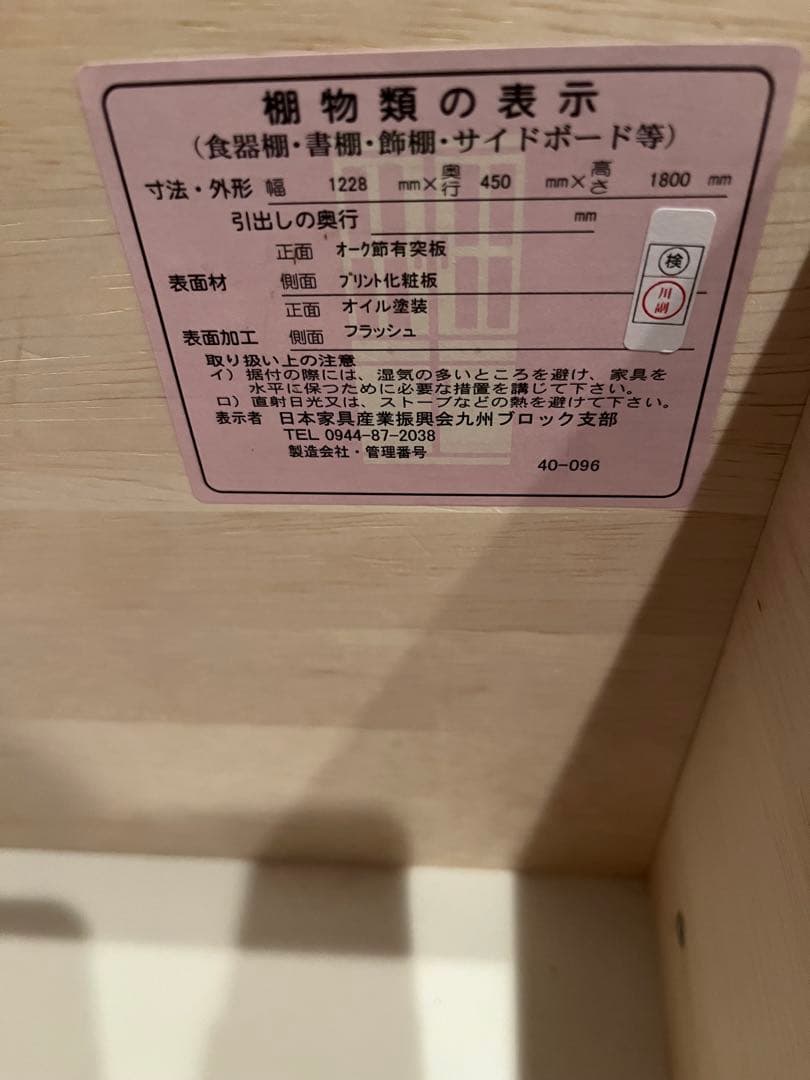 棚物類の表示
(食器棚・書棚・飾棚・サイドボード等)
寸法・外形 幅 1228 mm×奥行 450 mm×高さ 1800 mm
引出しの奥行 mm
正面 オーク節有突板
表面材 側面 プリント化粧板
正面 オイル塗装
表面加工 側面 フラッシュ
検
川副
取り扱い上の注意
イ) 据付の際には、湿気の多いところを避け、家具を
水平に保つために必要な措置を講じて下さい。
ロ) 直射日光又は、ストーブなどの熱を避けて下さい。
表示者 日本家具産業振興会九州ブロック支部
TEL 0944-87-2038
製造会社・管理番号
40-096